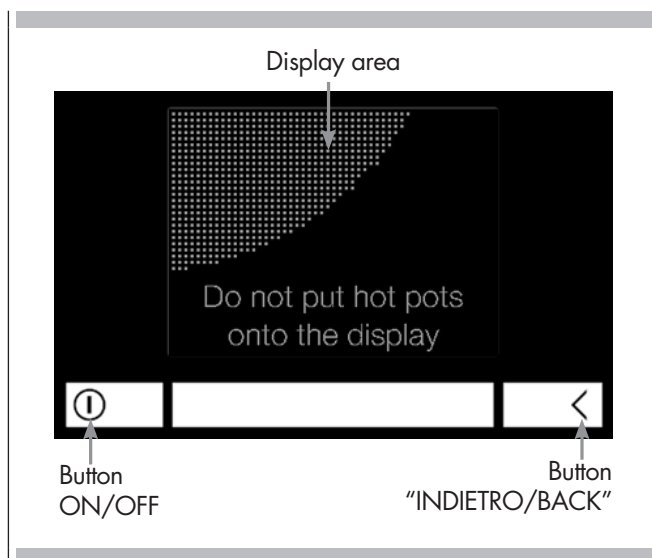 Display area
Do not put hot pots
onto the display
Button
ON/OFF
Button
“INDIETRO/BACK”